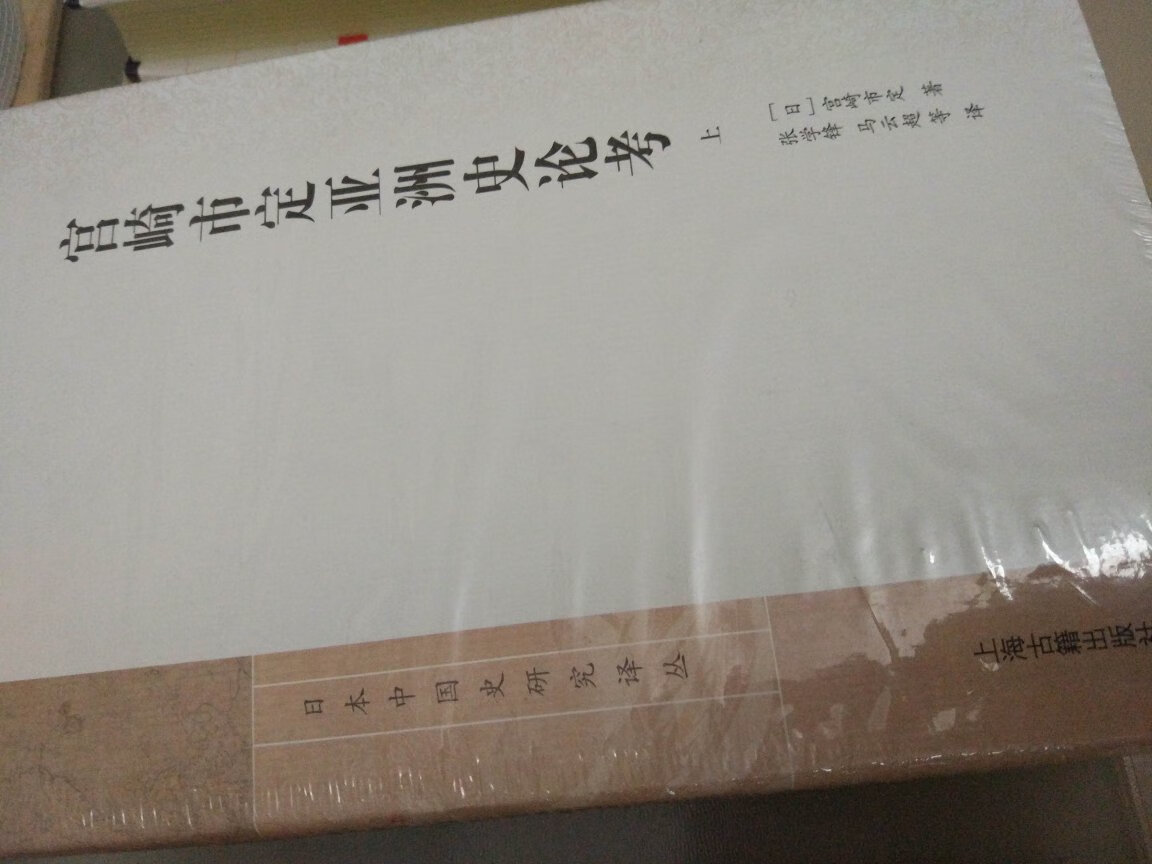 宫崎市定亚洲史论考
上
[日]宫崎市定 著
张学锋 马云超等 译
日本中国史研究译丛
上海古籍出版社